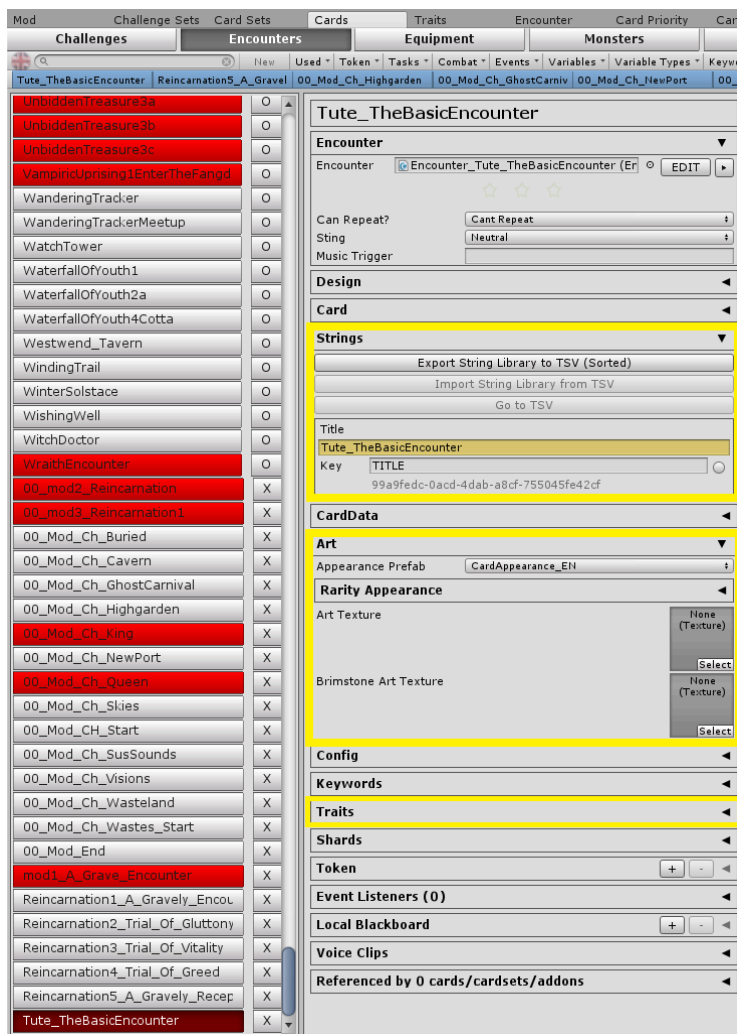 Mod Challenge Sets Card Sets Cards Traits Encounter Card Priority Car
Challenges Encounters Equipment Monsters
New Used Token Tasks Combat Events Variables Variable Types Keyw
Tute_TheBasicEncounter Reincarnation5_A_Gravel 00_Mod_Ch_Highgarden 00_Mod_Ch_GhostCarniv 00_Mod_Ch_NewPort 00_
UnbiddenTreasure3a O
UnbiddenTreasure3b O
UnbiddenTreasure3c O
VampiricUprising1EnterTheFangd O
WanderingTracker O
WanderingTrackerMeetup O
WatchTower O
WaterfallOfYouth1 O
WaterfallOfYouth2a O
WaterfallOfYouth4Cotta O
Westwend_Tavern O
WindingTrail O
WinterSolstace O
WishingWell O
WitchDoctor O
WraithEncounter O
00_mod2_Reincarnation X
00_mod3_Reincarnation1 X
00_Mod_Ch_Buried X
00_Mod_Ch_Cavern X
00_Mod_Ch_GhostCarnival X
00_Mod_Ch_Highgarden X
00_Mod_Ch_King X
00_Mod_Ch_NewPort X
00_Mod_Ch_Queen X
00_Mod_Ch_Skies X
00_Mod_CH_Start X
00_Mod_Ch_SusSounds X
00_Mod_Ch_Visions X
00_Mod_Ch_Wasteland X
00_Mod_Ch_Wastes_Start X
00_Mod_End X
mod1_A_Grave_Encounter X
Reincarnation1_A_Gravely_Encou X
Reincarnation2_Trial_Of_Gluttony X
Reincarnation3_Trial_Of_Vitality X
Reincarnation4_Trial_Of_Greed X
Reincarnation5_A_Gravely_Recep X
Tute_TheBasicEncounter X
Tute_TheBasicEncounter
Encounter
Encounter Encounter_Tute_TheBasicEncounter (Er EDIT
Can Repeat? Cant Repeat
Sting Neutral
Music Trigger
Design
Card
Strings
Export String Library to TSV (Sorted)
Import String Library from TSV
Go to TSV
Title
Tute_TheBasicEncounter
Key TITLE
99a9fedc-0acd-4dab-a8cf-755045fe42cf
CardData
Art
Appearance Prefab CardAppearance_EN
Rarity Appearance
Art Texture None
(Texture)
Select
Brimstone Art Texture None
(Texture)
Select
Config
Keywords
Traits
Shards
Token + -
Event Listeners (0)
Local Blackboard + -
Voice Clips
Referenced by 0 cards/cardsets/addons